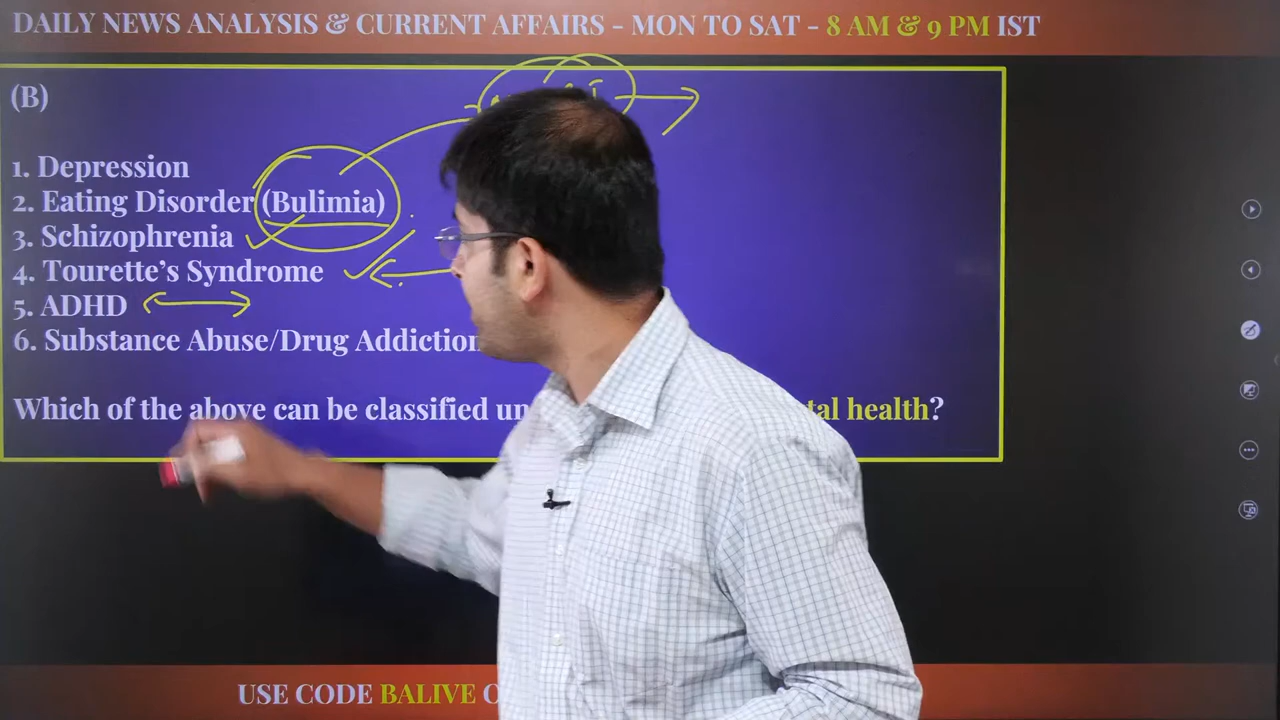 DAILY NEWS ANALYSIS & CURRENT AFFAIRS - MON TO SAT - 8 AM & 9 PM IST
(B)
1. Depression
2. Eating Disorder (Bulimia)
3. Schizophrenia
4. Tourette's Syndrome
5. ADHD
6. Substance Abuse/Drug Addiction
Which of the above can be classified health?
USE CODE BALIVE